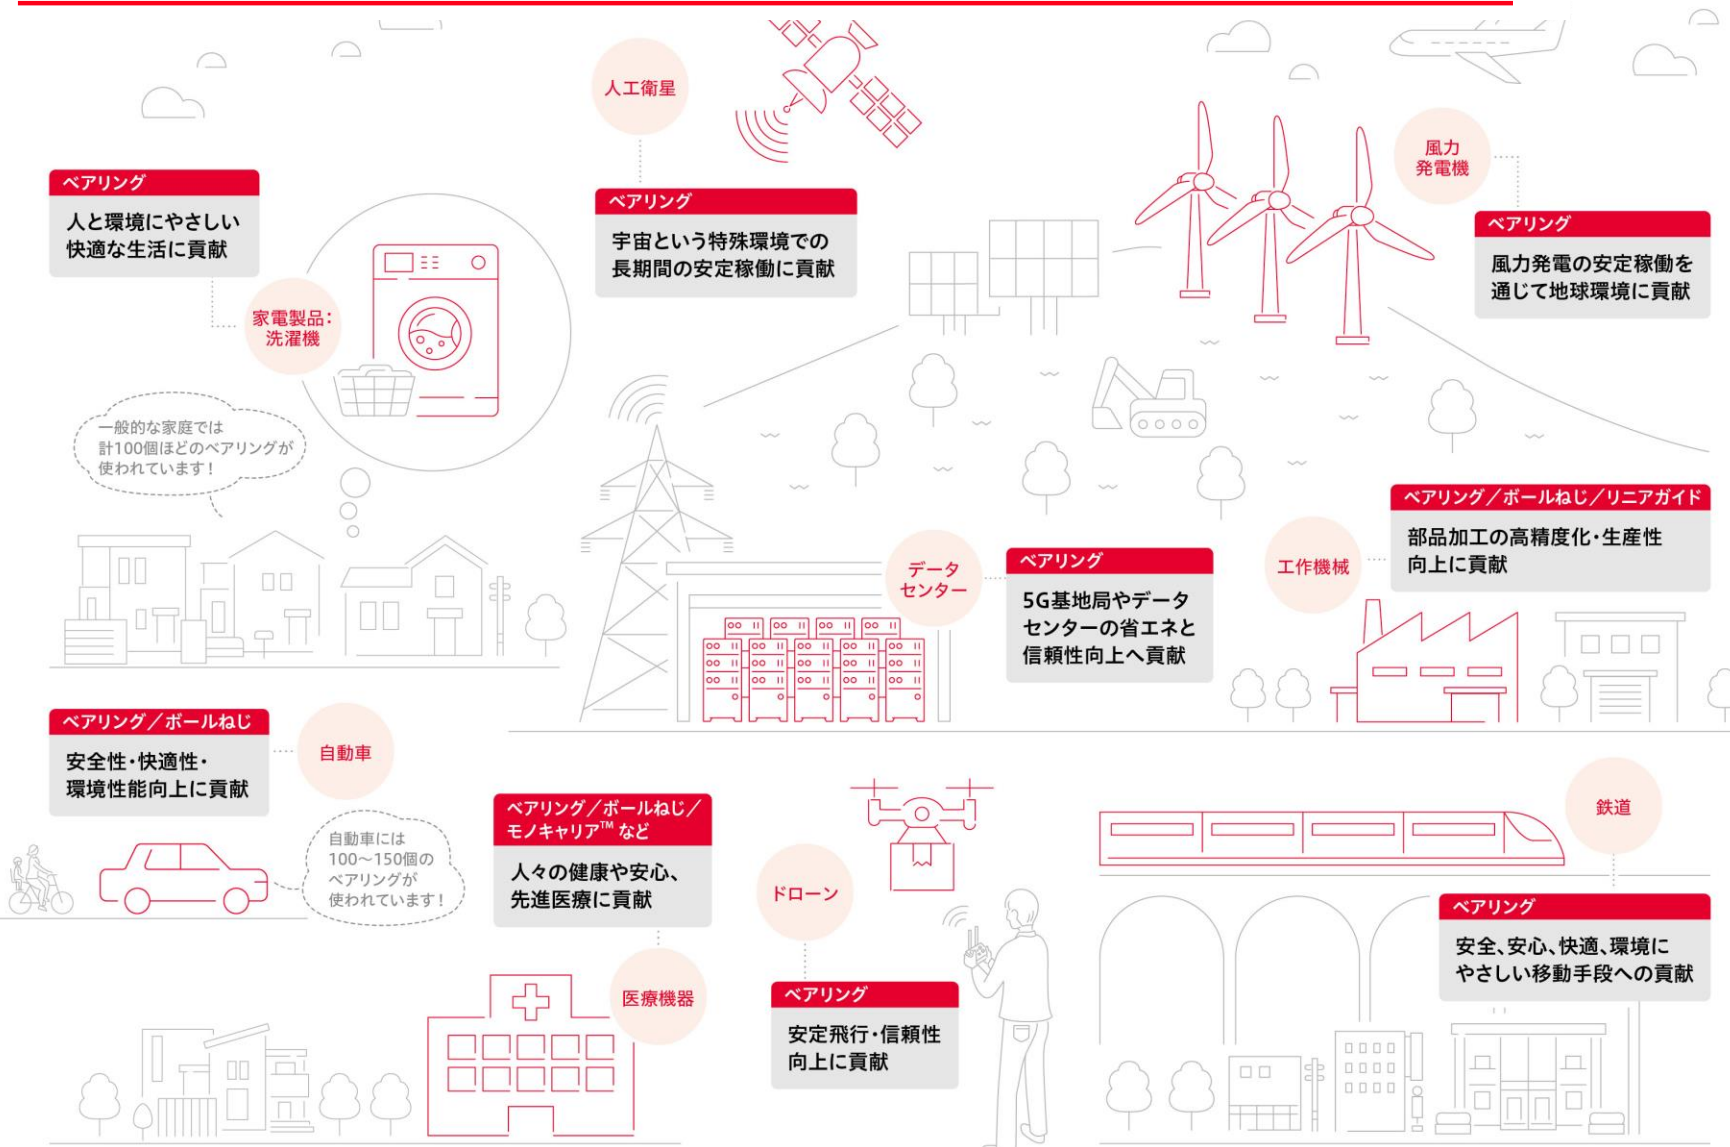 人工衛星
ベアリング
宇宙という特殊環境での
長期間の安定稼働に貢献
風力
発電機
ベアリング
風力発電の安定稼働を
通じて地球環境に貢献
ベアリング
人と環境にやさしい
快適な生活に貢献
家電製品：
洗濯機
一般的な家庭では
計100個ほどのベアリングが
使われています！
データ
センター
ベアリング
5G基地局やデータ
センターの省エネと
信頼性向上へ貢献
工作機械
ベアリング／ボールねじ／リニアガイド
部品加工の高精度化・生産性
向上に貢献
ベアリング／ボールねじ
安全性・快適性・
環境性能向上に貢献
自動車
自動車には
100～150個の
ベアリングが
使われています！
ベアリング／ボールねじ／
モノキャリア™ など
人々の健康や安心、
先進医療に貢献
医療機器
ドローン
ベアリング
安定飛行・信頼性
向上に貢献
鉄道
ベアリング
安全、安心、快適、環境に
やさしい移動手段への貢献